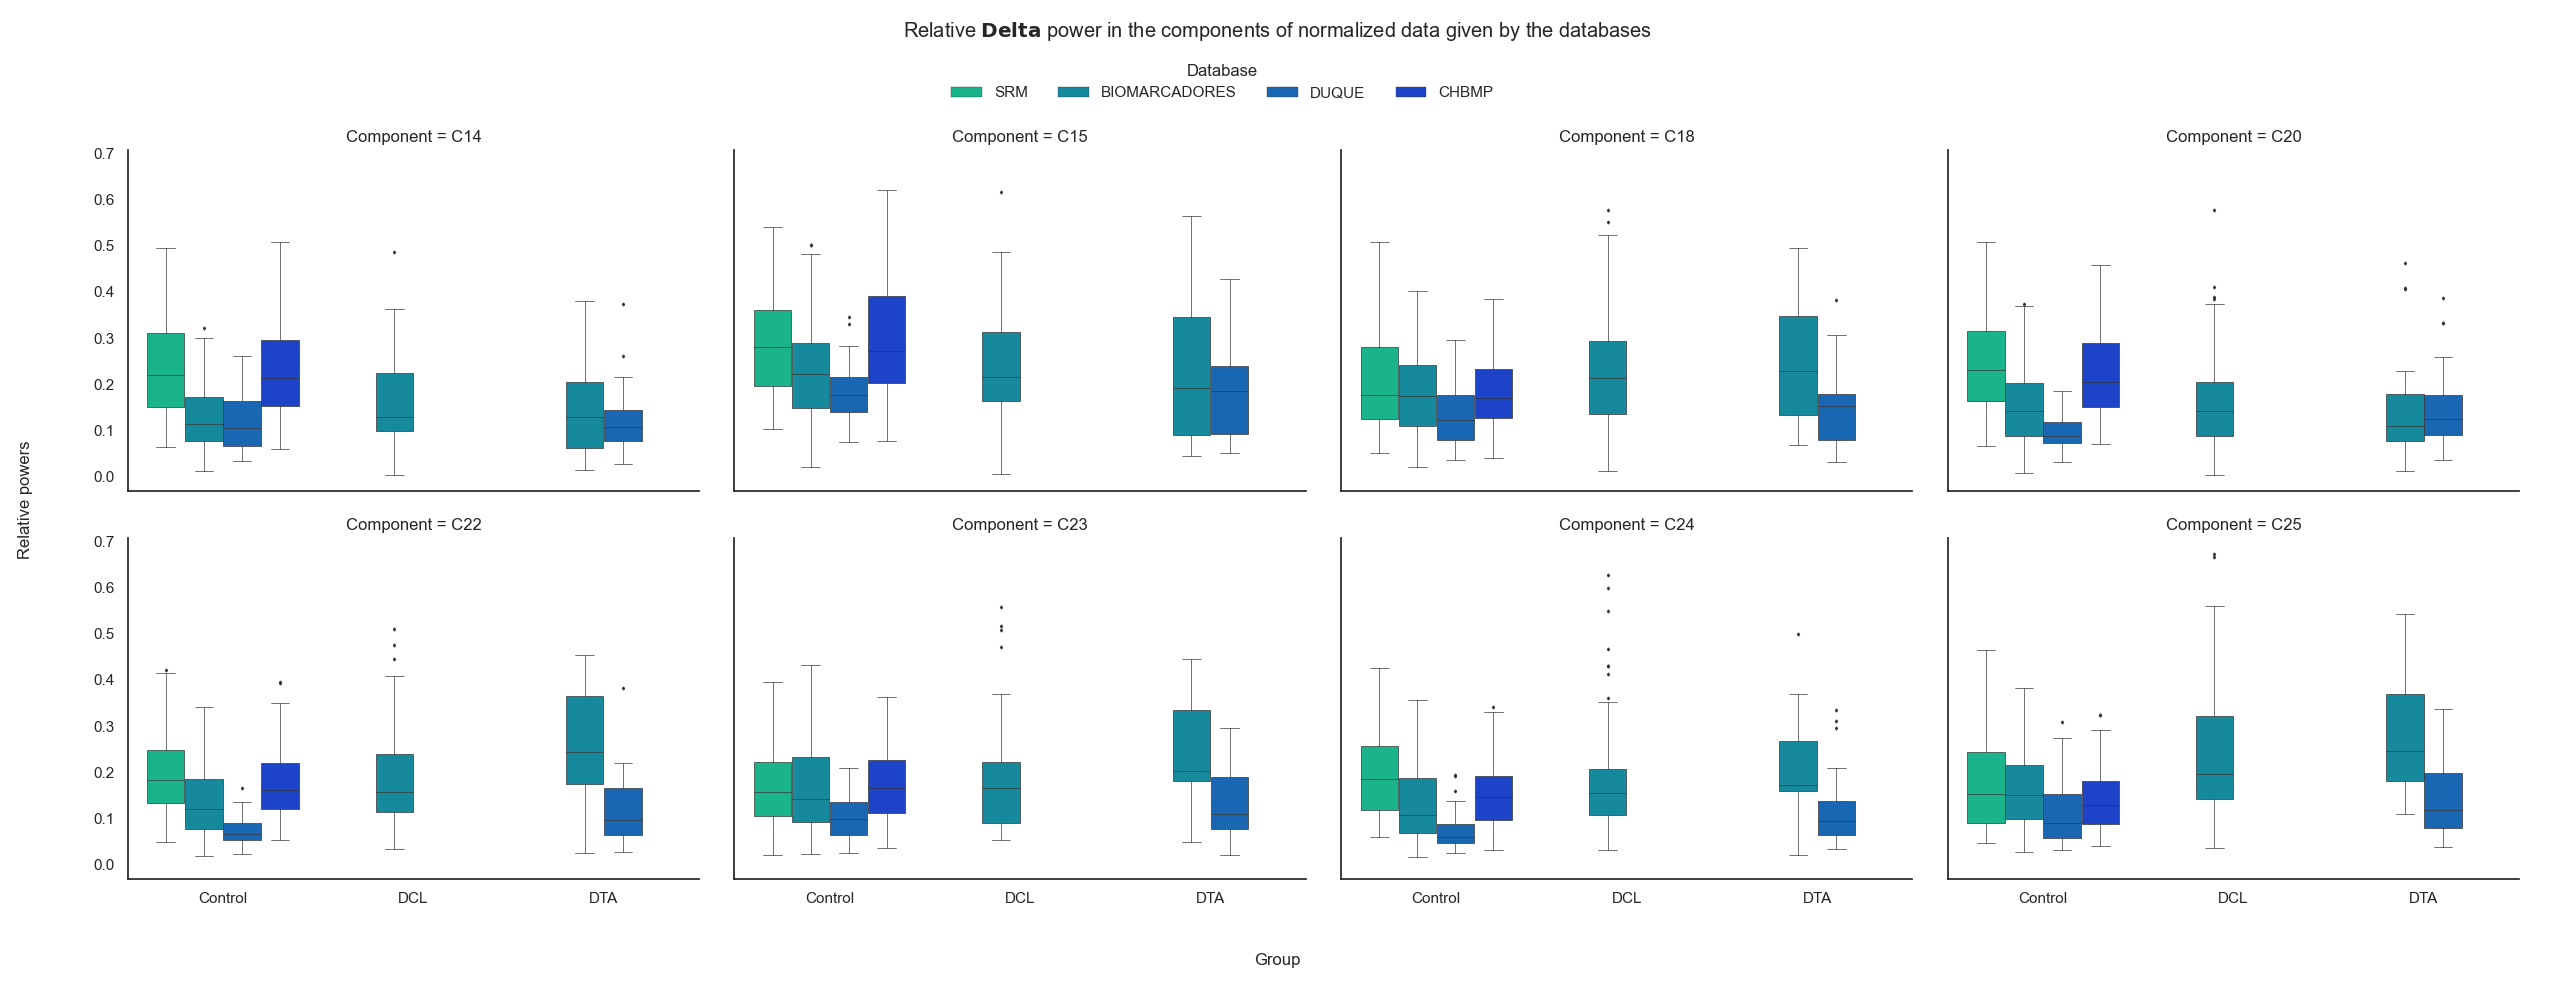 Relative Delta power in the components of normalized data given by the databases
Database
SRM BIOMARCADORES DUQUE CHBMP
Component = C14 Component = C15 Component = C18 Component = C20
0.7
0.6
0.5
0.4
0.3
0.2
0.1
0.0
Relative powers
Component = C22 Component = C23 Component = C24 Component = C25
0.7
0.6
0.5
0.4
0.3
0.2
0.1
0.0
Control DCL DTA Control DCL DTA Control DCL DTA Control DCL DTA
Group